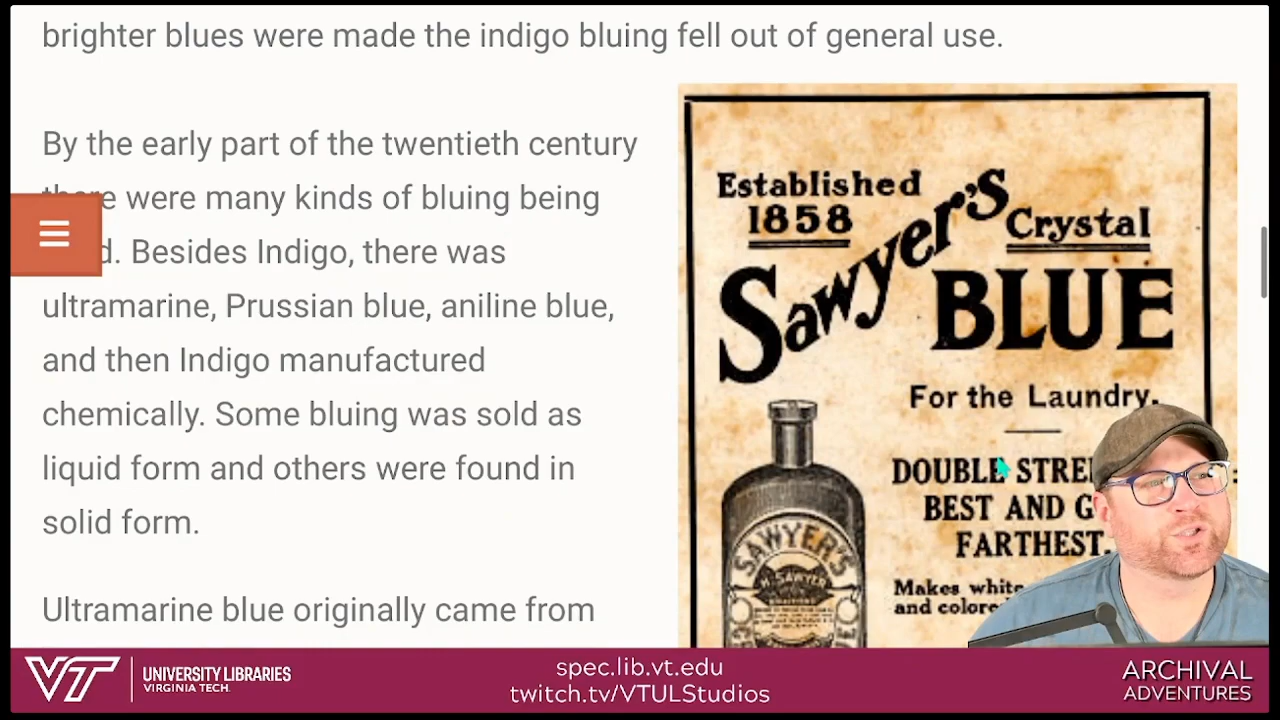 brighter blues were made the indigo bluing fell out of general use.
By the early part of the twentieth century
were many kinds of bluing being
Besides Indigo, there was
ultramarine, Prussian blue, aniline blue,
and then Indigo manufactured
chemically. Some bluing was sold as
liquid form and others were found in
solid form.
Ultramarine blue originally came from
Established
1858
Sawyer's
Crystal
BLUE
For the Laundry.
DOUBLE
BEST AND
FARTHEST.
Makes
and
SAWYER'S
VT
UNIVERSITY LIBRARIES
VIRGINIA TECH.
spec.lib.vt.edu
twitch.tv/VTULStudios
ARCHIVAL
ADVENTURES